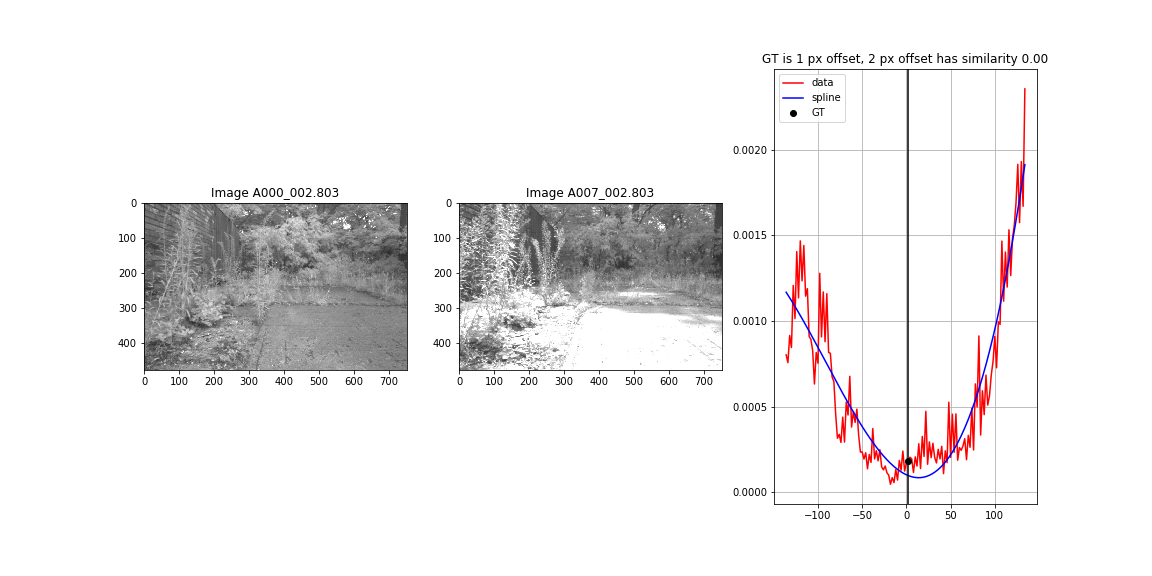 Image A000_002.803
0
100
200
300
400
0 100 200 300 400 500 600 700
Image A007_002.803
0
100
200
300
400
0 100 200 300 400 500 600 700
GT is 1 px offset, 2 px offset has similarity 0.00
data
spline
GT
0.0020
0.0015
0.0010
0.0005
0.0000
−100 −50 0 50 100